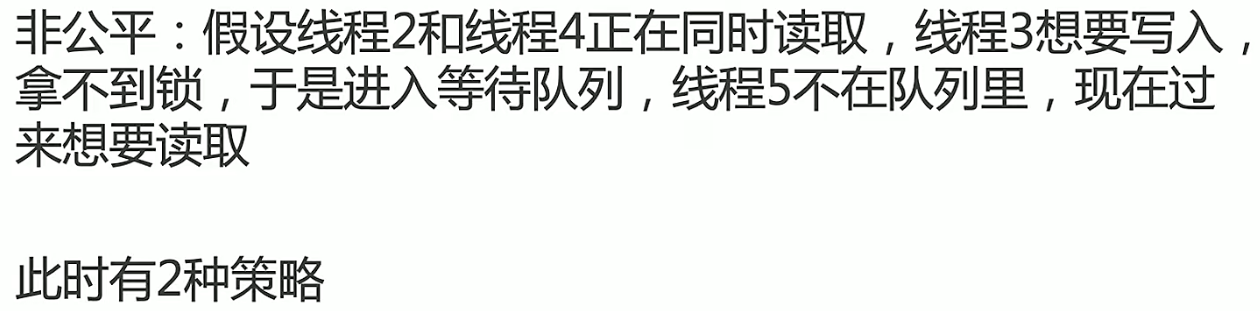 非公平：假设线程2和线程4正在同时读取，线程3想要写入，
拿不到锁，于是进入等待队列，线程5不在队列里，现在过
来想要读取
此时有2种策略